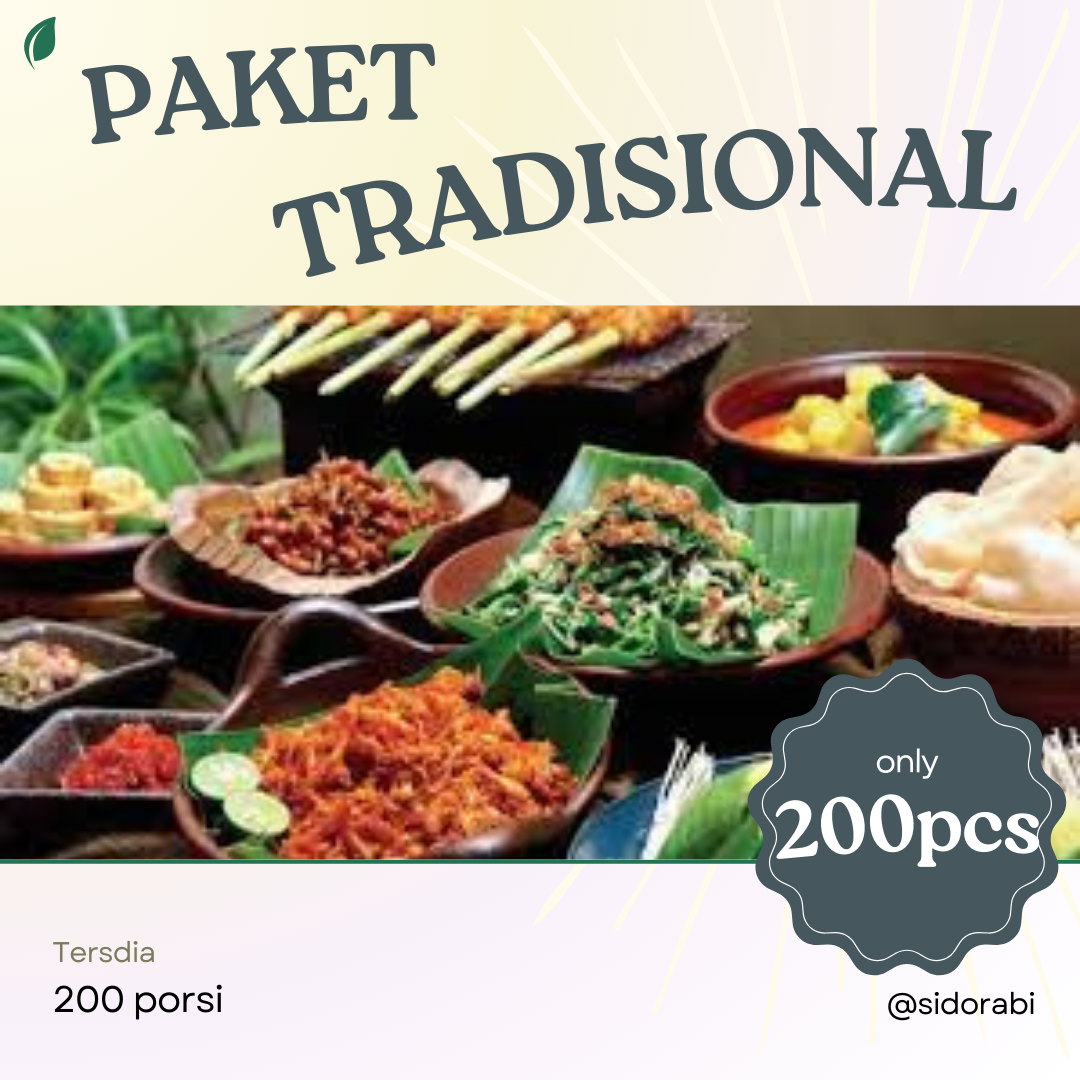 PAKET
TRADISIONAL
only
200pcs
Tersdia
200 porsi
@sidorabi